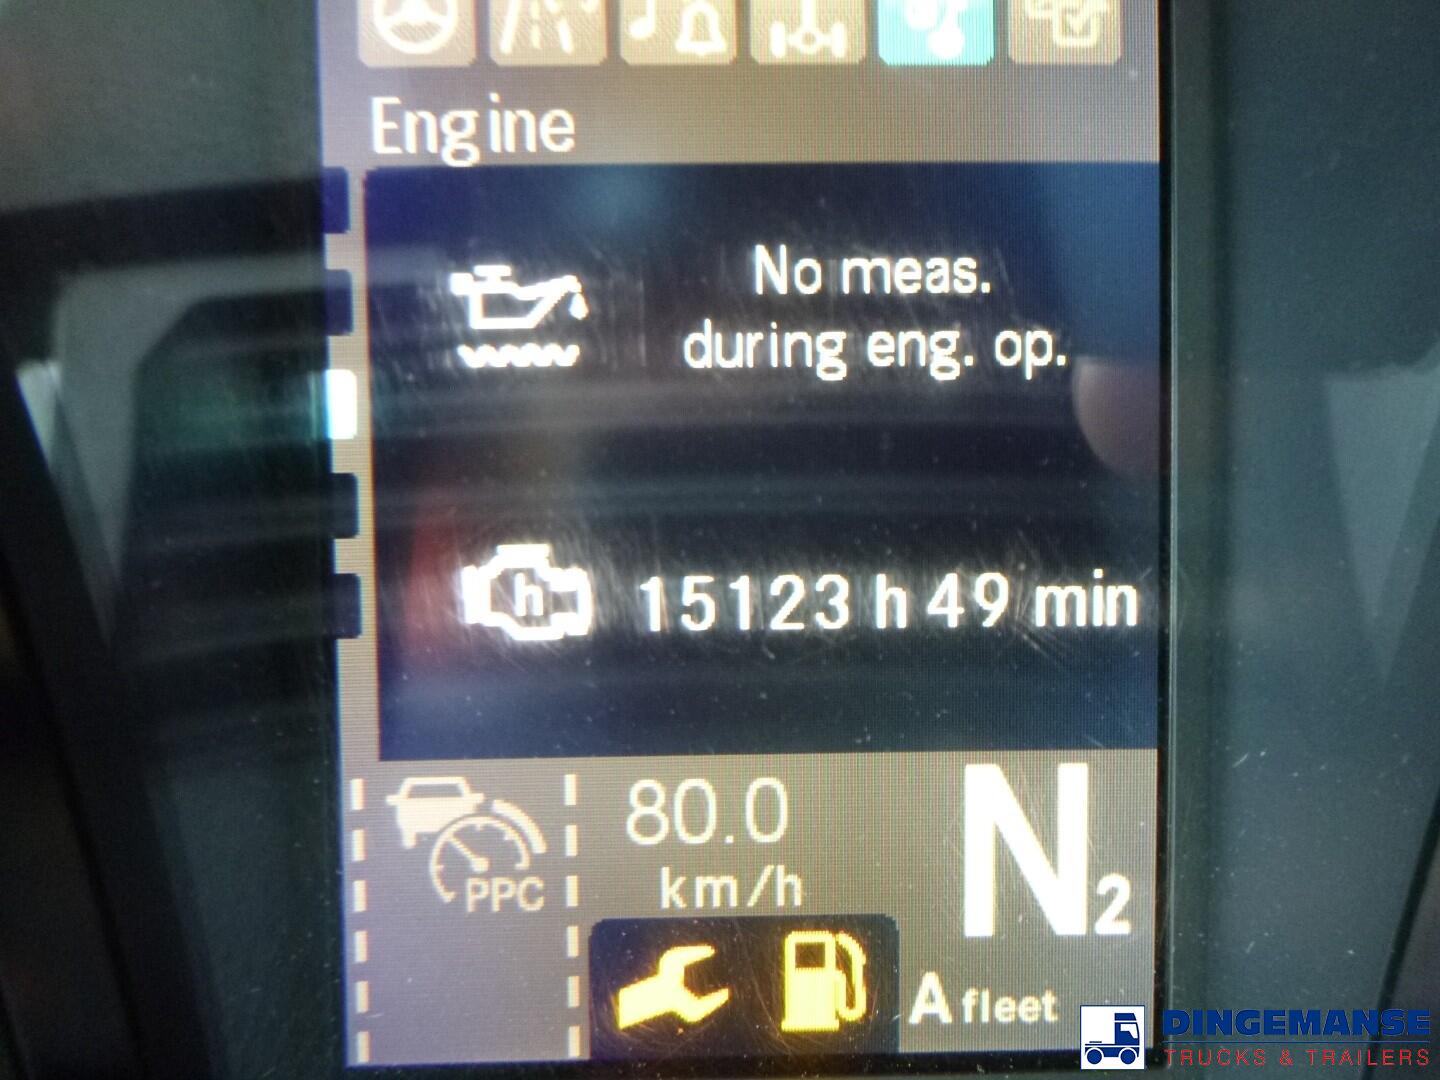 Engine
No meas.
during eng. op.
h
15123 h 49 min
80.0
km/h
PPC
N2
A fleet
DINGEMANSE
TRUCKS & TRAILERS